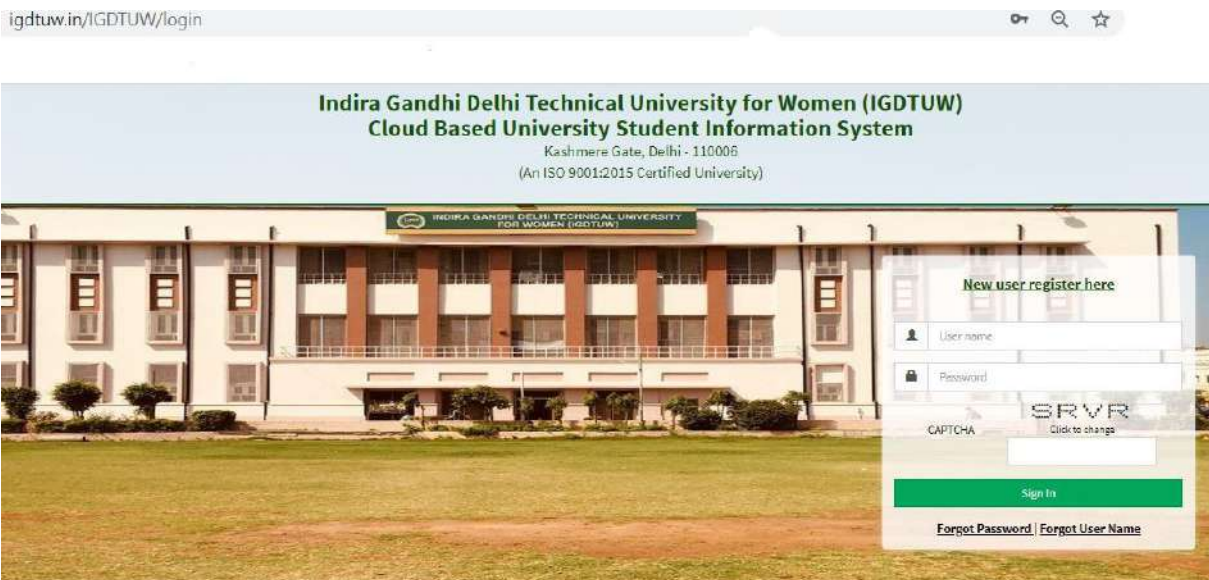 igdtuw.in/IGDTUW/login
Indira Gandhi Delhi Technical University for Women (IGDTUW)
Cloud Based University Student Information System
Kashmere Gate, Delhi - 110006
(An ISO 9001:2015 Certified University)
INDIRA GANDHI DELHI TECHNICAL UNIVERSITY
FOR WOMEN (IGDTUW)
New user register here
User name
Password
SRVR
CAPTCHA
Click to change
Sign In
Forgot Password | Forgot User Name